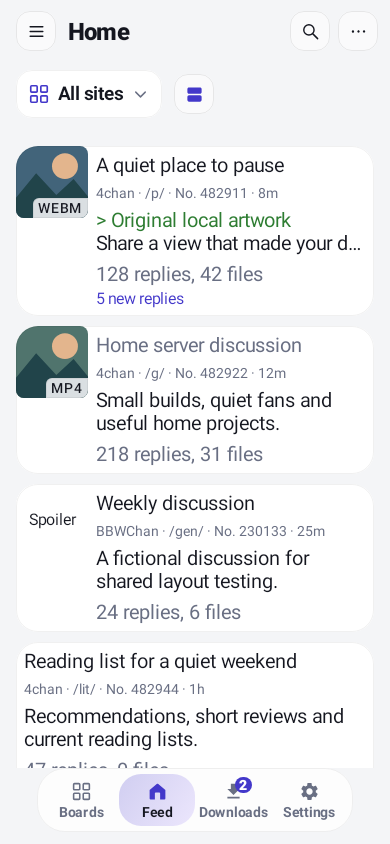 Home
All sites
WEBM
A quiet place to pause
4chan · /p/ · No. 482911 · 8m
> Original local artwork
Share a view that made your d…
128 replies, 42 files
5 new replies
MP4
Home server discussion
4chan · /g/ · No. 482922 · 12m
Small builds, quiet fans and
useful home projects.
218 replies, 31 files
Spoiler
Weekly discussion
BBWChan · /gen/ · No. 230133 · 25m
A fictional discussion for
shared layout testing.
24 replies, 6 files
Reading list for a quiet weekend
4chan · /lit/ · No. 482944 · 1h
Recommendations, short reviews and
current reading lists.
2
Boards
Feed
Downloads
Settings